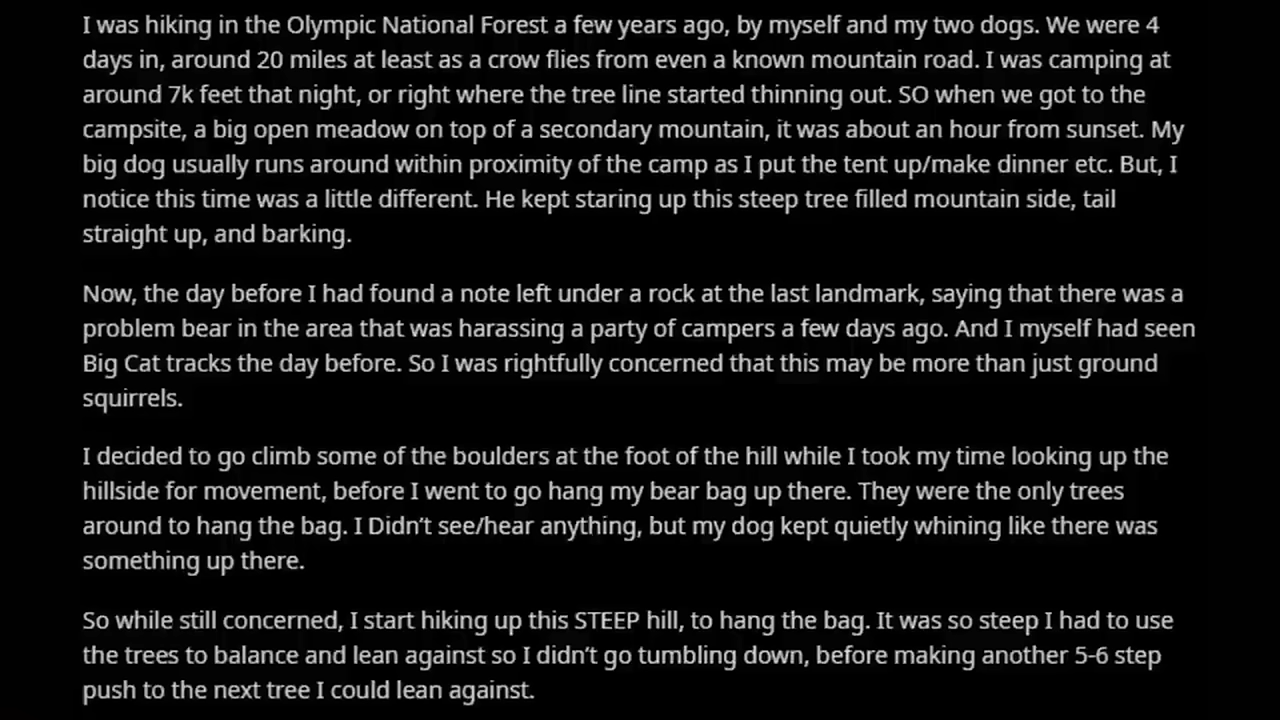 I was hiking in the Olympic National Forest a few years ago, by myself and my two dogs. We were 4
days in, around 20 miles at least as a crow flies from even a known mountain road. I was camping at
around 7k feet that night, or right where the tree line started thinning out. SO when we got to the
campsite, a big open meadow on top of a secondary mountain, it was about an hour from sunset. My
big dog usually runs around within proximity of the camp as I put the tent up/make dinner etc. But, I
notice this time was a little different. He kept staring up this steep tree filled mountain side, tail
straight up, and barking.
Now, the day before I had found a note left under a rock at the last landmark, saying that there was a
problem bear in the area that was harassing a party of campers a few days ago. And I myself had seen
Big Cat tracks the day before. So I was rightfully concerned that this may be more than just ground
squirrels.
I decided to go climb some of the boulders at the foot of the hill while I took my time looking up the
hillside for movement, before I went to go hang my bear bag up there. They were the only trees
around to hang the bag. I Didn't see/hear anything, but my dog kept quietly whining like there was
something up there.
So while still concerned, I start hiking up this STEEP hill, to hang the bag. It was so steep I had to use
the trees to balance and lean against so I didn't go tumbling down, before making another 5-6 step
push to the next tree I could lean against.